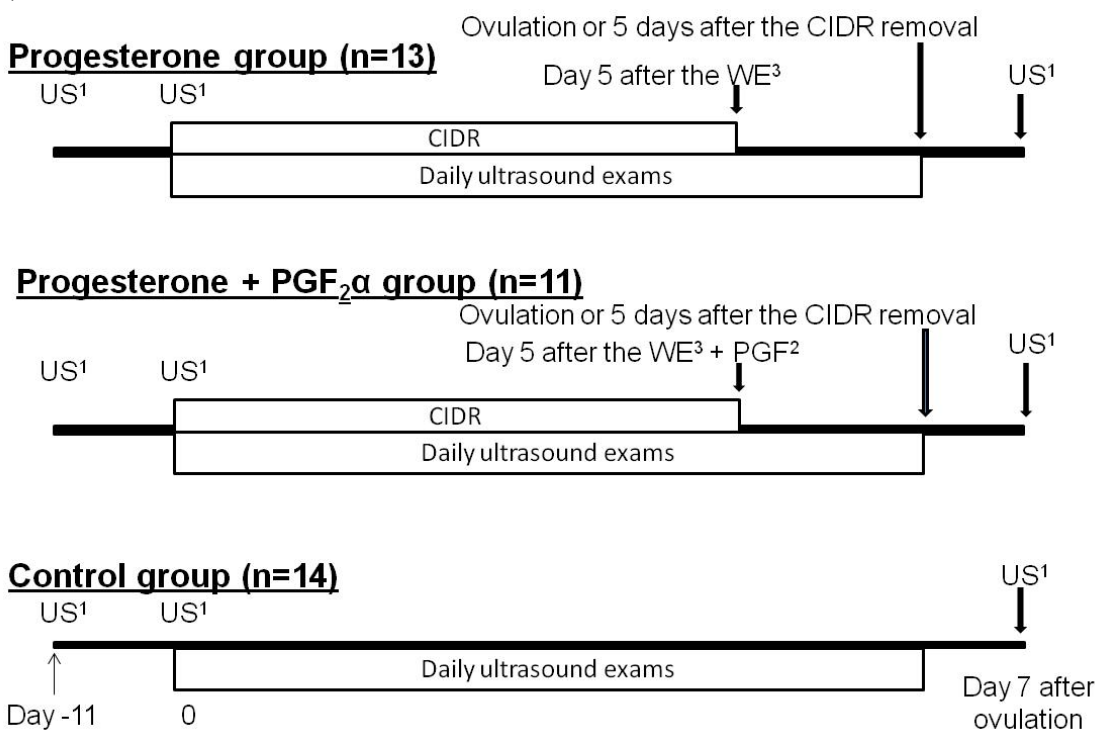 Ovulation or 5 days after the CIDR removal
Progesterone group (n=13)
Day 5 after the WE³
US¹ US¹ US¹
CIDR
Daily ultrasound exams
Progesterone + PGF₂α group (n=11)
Ovulation or 5 days after the CIDR removal
Day 5 after the WE³ + PGF²
US¹ US¹ US¹
CIDR
Daily ultrasound exams
Control group (n=14)
US¹ US¹ US¹
Daily ultrasound exams
Day -11 0 Day 7 after
ovulation